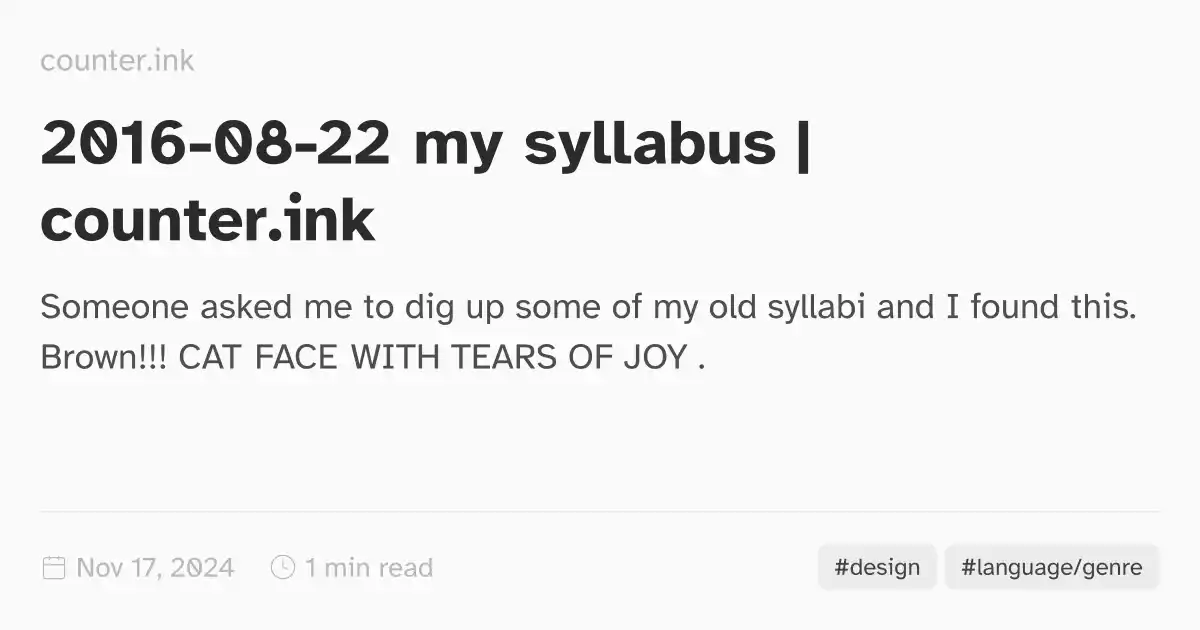 counter.ink
2016-08-22 my syllabus |
counter.ink
Someone asked me to dig up some of my old syllabi and I found this.
Brown!!! CAT FACE WITH TEARS OF JOY .
Nov 17, 2024 1 min read #design #language/genre